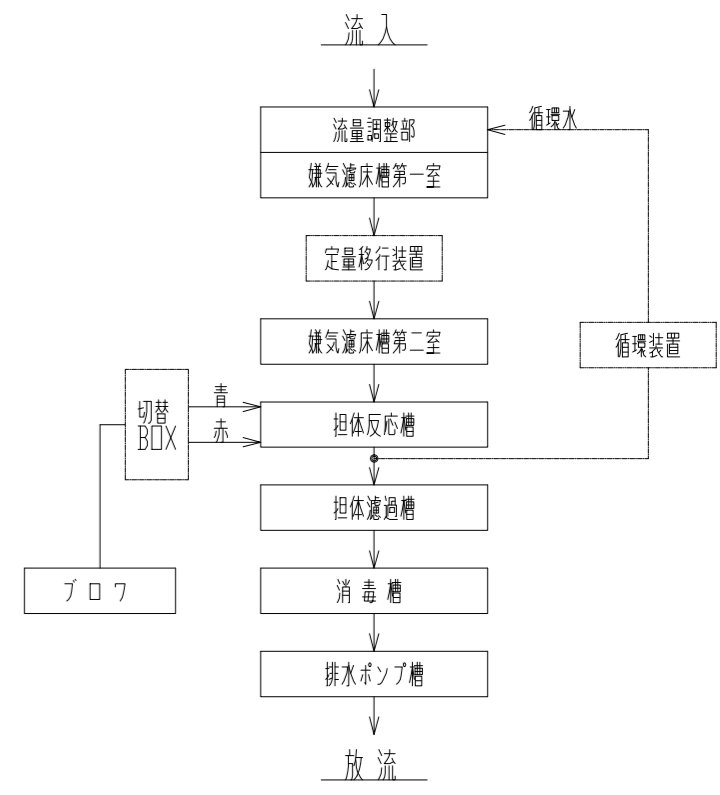 流 入
流量調整部
循環水
嫌気濾床槽第一室
定量移行装置
嫌気濾床槽第二室
循環装置
切替
BOX
青
赤
担体反応槽
担体濾過槽
ブ ロ ワ
消 毒 槽
排水ポンプ槽
放 流